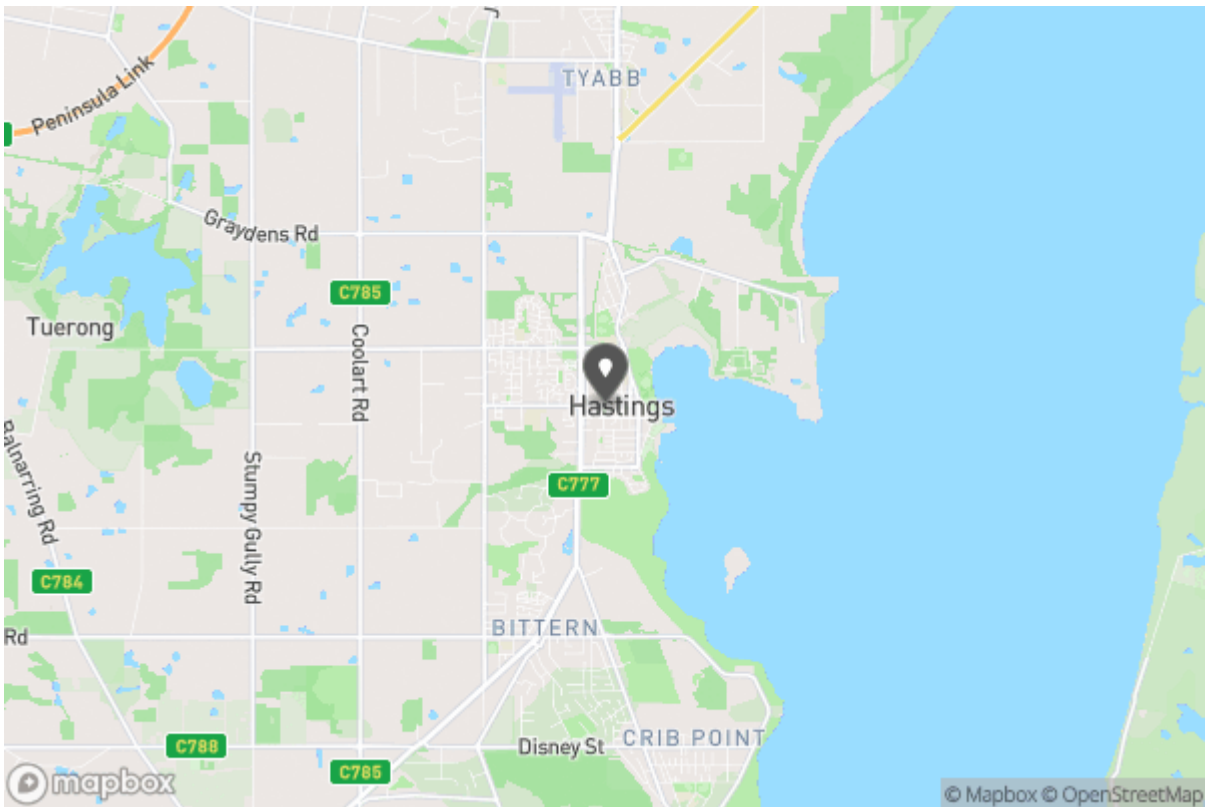 TYABB
Peninsula Link
Graydens Rd
C785
Tuerong
Coolart Rd
Hastings
Balnarring Rd
Stumpy Gully Rd
C777
C784
Rd
BITTERN
CRIB POINT
C788
Disney St
C785
mapbox
© Mapbox © OpenStreetMap